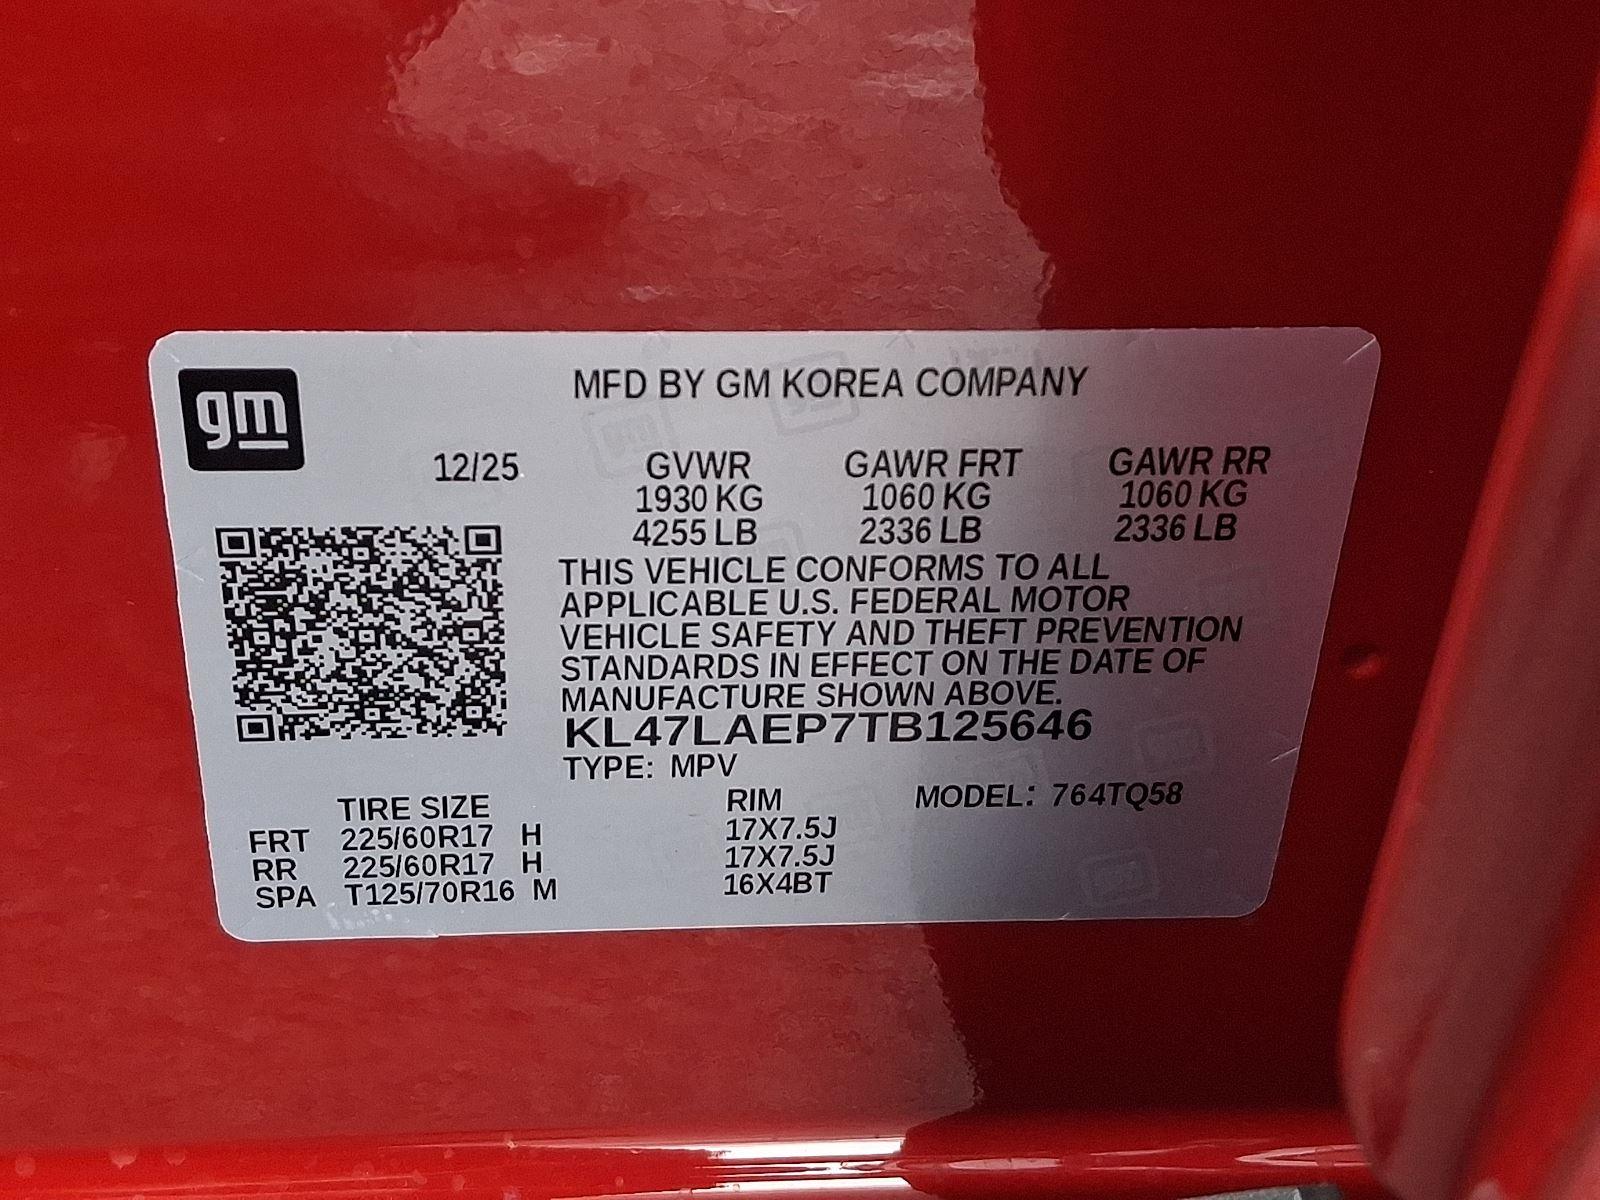 gm
MFD BY GM KOREA COMPANY
12/25 GVWR GAWR FRT GAWR RR
1930 KG 1060 KG 1060 KG
4255 LB 2336 LB 2336 LB
THIS VEHICLE CONFORMS TO ALL
APPLICABLE U.S. FEDERAL MOTOR
VEHICLE SAFETY AND THEFT PREVENTION
STANDARDS IN EFFECT ON THE DATE OF
MANUFACTURE SHOWN ABOVE.
KL47LAEP7TB125646
TYPE: MPV
TIRE SIZE RIM MODEL: 764TQ58
FRT 225/60R17 H 17X7.5J
RR 225/60R17 H 17X7.5J
SPA T125/70R16 M 16X4BT